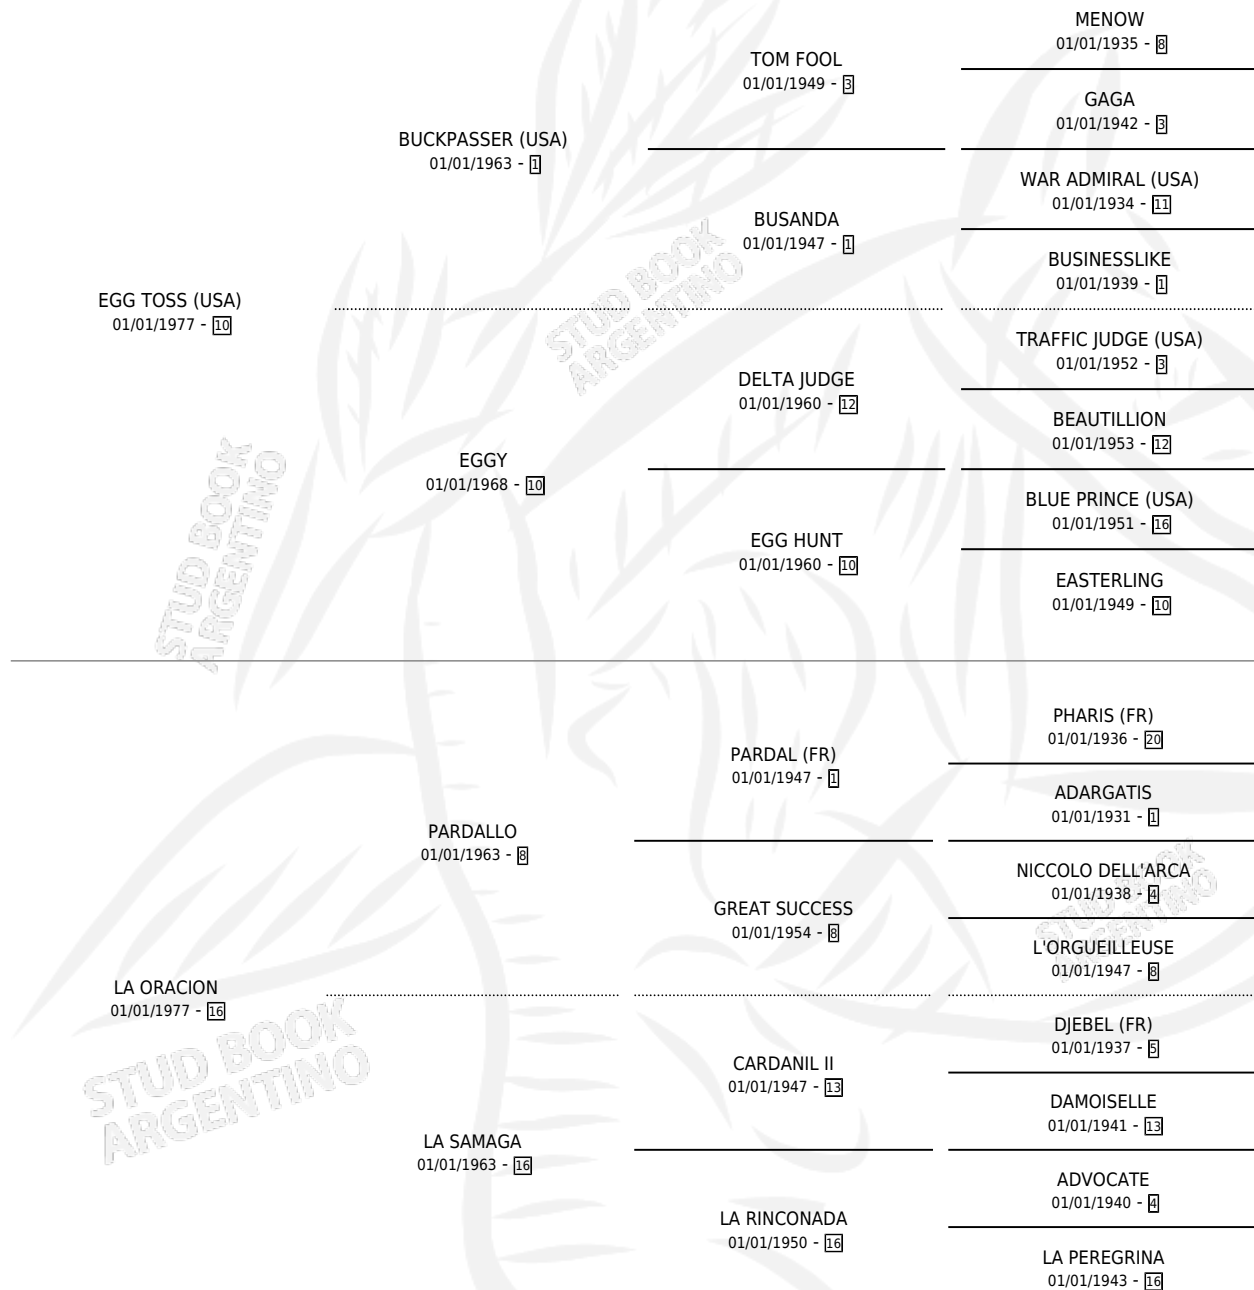 EGG TOSS (USA)
01/01/1977 - 10
BUCKPASSER (USA)
01/01/1963 - 1
EGGY
01/01/1968 - 10
TOM FOOL
01/01/1949 - 3
BUSANDA
01/01/1947 - 1
DELTA JUDGE
01/01/1960 - 12
EGG HUNT
01/01/1960 - 10
MENOW
01/01/1935 - 8
GAGA
01/01/1942 - 3
WAR ADMIRAL (USA)
01/01/1934 - 11
BUSINESSLIKE
01/01/1939 - 1
TRAFFIC JUDGE (USA)
01/01/1952 - 3
BEAUTILLION
01/01/1953 - 12
BLUE PRINCE (USA)
01/01/1951 - 16
EASTERLING
01/01/1949 - 10
LA ORACION
01/01/1977 - 16
PARDALLO
01/01/1963 - 8
LA SAMAGA
01/01/1963 - 16
PARDAL (FR)
01/01/1947 - 1
GREAT SUCCESS
01/01/1954 - 8
CARDANIL II
01/01/1947 - 13
LA RINCONADA
01/01/1950 - 16
PHARIS (FR)
01/01/1936 - 20
ADARGATIS
01/01/1931 - 1
NICCOLO DELL'ARCA
01/01/1938 - 4
L'ORGUEILLEUSE
01/01/1947 - 8
DJEBEL (FR)
01/01/1937 - 5
DAMOISELLE
01/01/1941 - 13
ADVOCATE
01/01/1940 - 4
LA PEREGRINA
01/01/1943 - 16
STUD BOOK
ARGENTINO
STUD BOOK
ARGENTINO
STUD BOOK
ARGENTINO
STUD BOOK
ARGENTINO